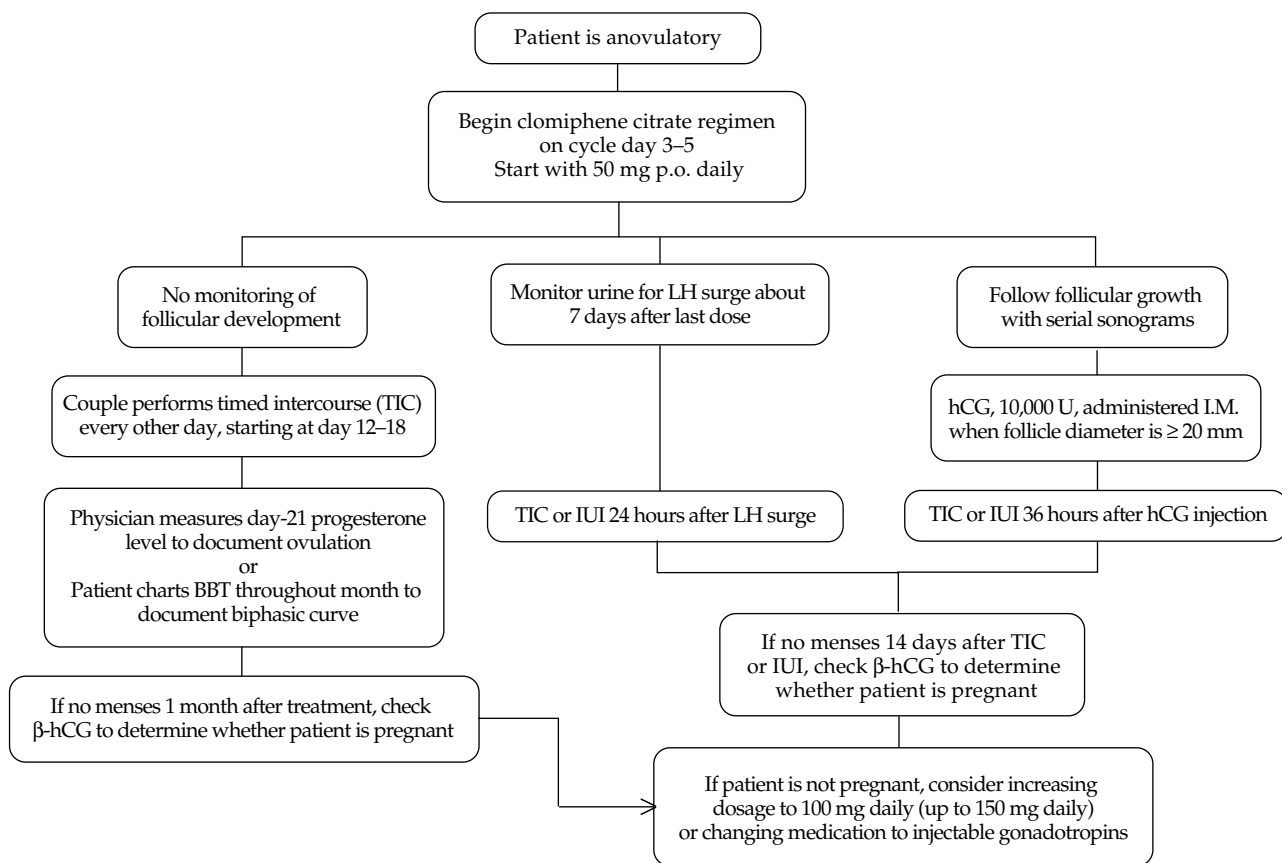 Patient is anovulatory
Begin clomiphene citrate regimen
on cycle day 3–5
Start with 50 mg p.o. daily
No monitoring of
follicular development
Couple performs timed intercourse (TIC)
every other day, starting at day 12–18
Physician measures day-21 progesterone
level to document ovulation
or
Patient charts BBT throughout month to
document biphasic curve
If no menses 1 month after treatment, check
β-hCG to determine whether patient is pregnant
Monitor urine for LH surge about
7 days after last dose
TIC or IUI 24 hours after LH surge
Follow follicular growth
with serial sonograms
hCG, 10,000 U, administered I.M.
when follicle diameter is ≥ 20 mm
TIC or IUI 36 hours after hCG injection
If no menses 14 days after TIC
or IUI, check β-hCG to determine
whether patient is pregnant
If patient is not pregnant, consider increasing
dosage to 100 mg daily (up to 150 mg daily)
or changing medication to injectable gonadotropins